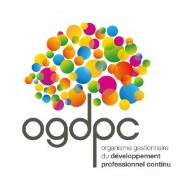 ogdpc
organisme gestionnaire
du développement
professionnel continu